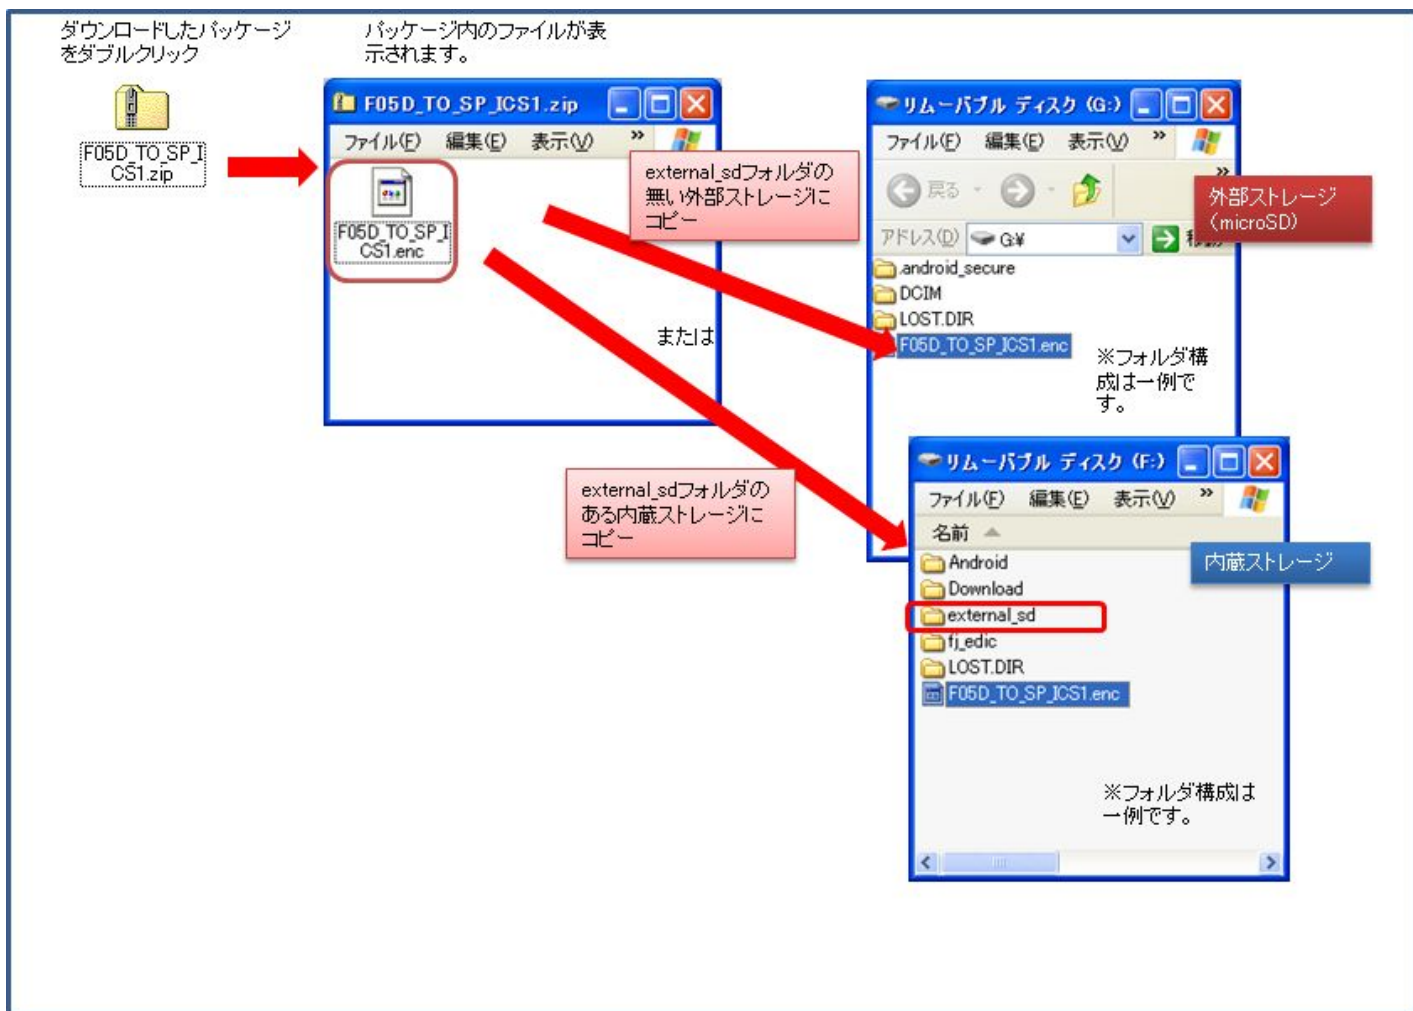 ダウンロードしたパッケージ
をダブルクリック
F05D_TO_SP_I
CS1.zip
パッケージ内のファイルが表
示されます。
F05D_TO_SP_ICS1.zip
ファイル(F) 編集(E) 表示(V) »
F05D_TO_SP_I
CS1.enc
または
external_sdフォルダの
無い外部ストレージに
コピー
external_sdフォルダの
ある内蔵ストレージに
コピー
リムーバブル ディスク (G:)
ファイル(F) 編集(E) 表示(V) »
戻る »
外部ストレージ
(microSD)
アドレス(D) G:¥
.android_secure
DCIM
LOST.DIR
F05D_TO_SP_ICS1.enc
※フォルダ構
成は一例で
す。
リムーバブル ディスク (F:)
ファイル(F) 編集(E) 表示(V) »
名前
内蔵ストレージ
Android
Download
external_sd
fj_edic
LOST.DIR
F05D_TO_SP_ICS1.enc
※フォルダ構成は
一例です。